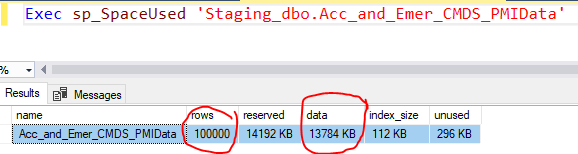 Exec sp_SpaceUsed 'Staging_dbo.Acc_and_Emer_CMDS_PMIData'
%
Results Messages
name rows reserved data index_size unused
Acc_and_Emer_CMDS_PMIData 100000 14192 KB 13784 KB 112 KB 296 KB